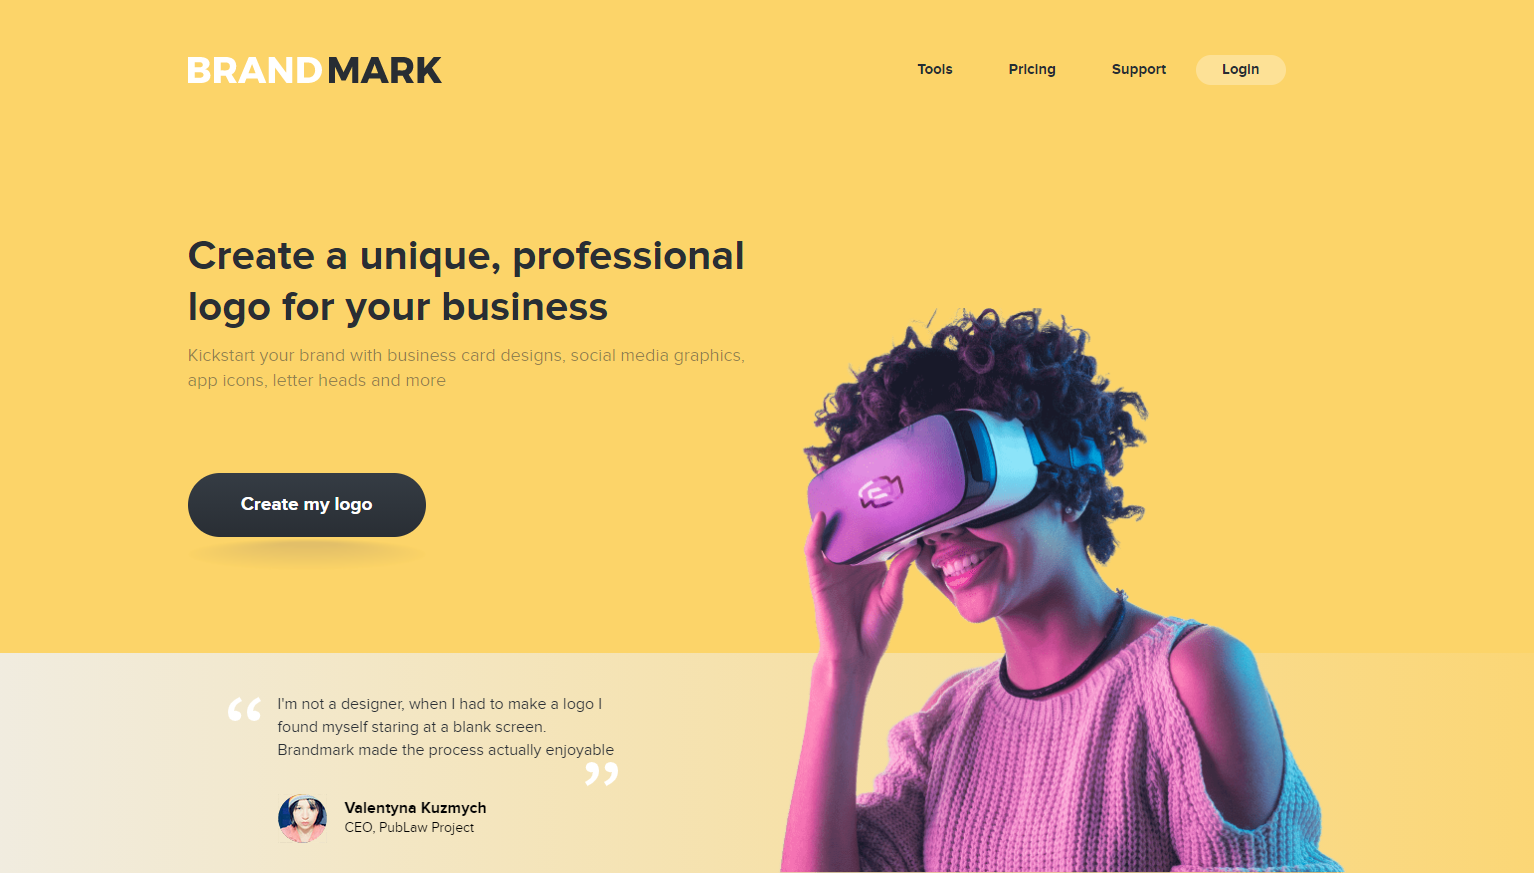 BRANDMARK
Tools Pricing Support Login
Create a unique, professional
logo for your business
Kickstart your brand with business card designs, social media graphics,
app icons, letter heads and more
Create my logo
“ I'm not a designer, when I had to make a logo I
found myself staring at a blank screen.
Brandmark made the process actually enjoyable ”
Valentyna Kuzmych
CEO, PubLaw Project